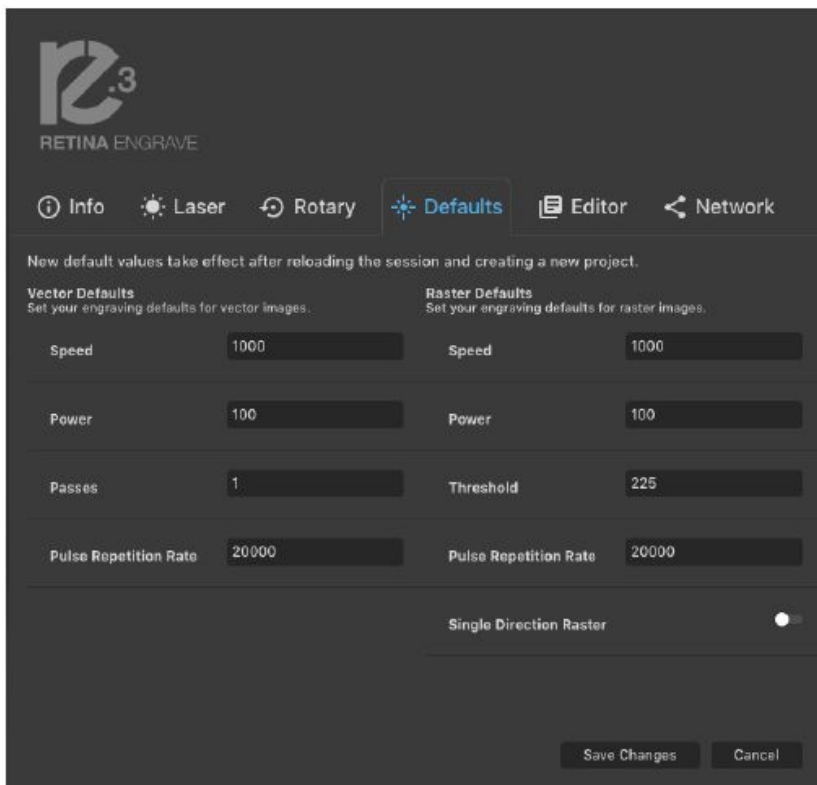 re.3
RETINA ENGRAVE
Info Laser Rotary Defaults Editor Network
New default values take effect after reloading the session and creating a new project.
Vector Defaults
Set your engraving defaults for vector images.
Speed 1000
Power 100
Passes 1
Pulse Repetition Rate 20000
Raster Defaults
Set your engraving defaults for raster images.
Speed 1000
Power 100
Threshold 225
Pulse Repetition Rate 20000
Single Direction Raster
Save Changes Cancel